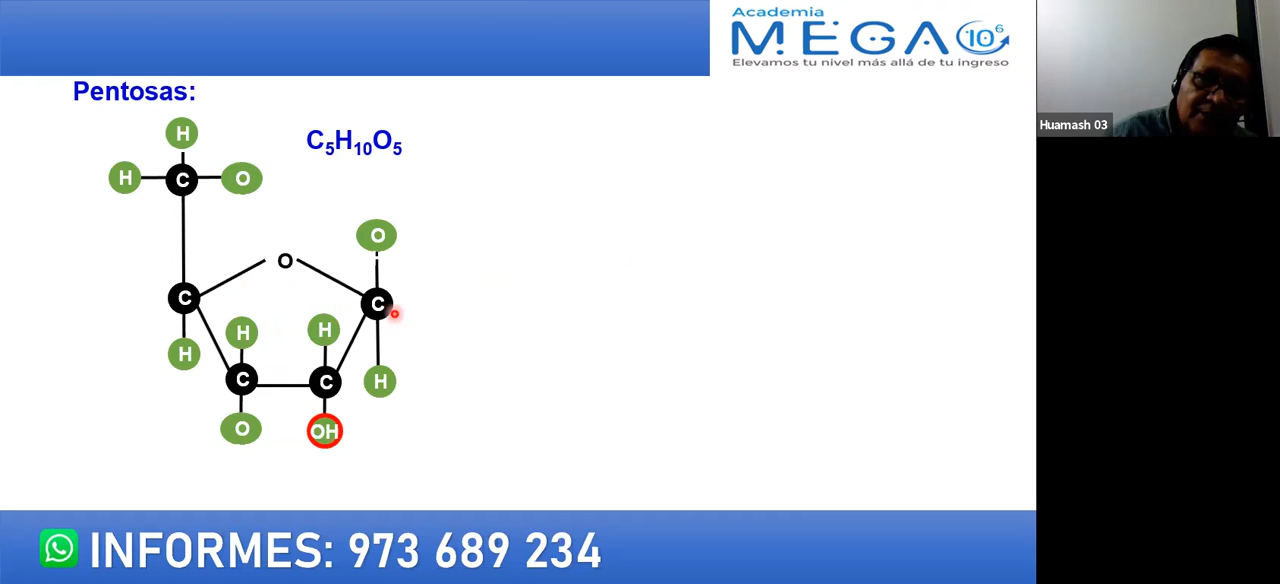 Academia
MEGA 10⁶
Elevamos tu nivel más allá de tu ingreso
Huamash 03
Pentosas:
C₅H₁₀O₅
H
H C O
O
O
C C
H H
H
C C H
O OH
INFORMES: 973 689 234